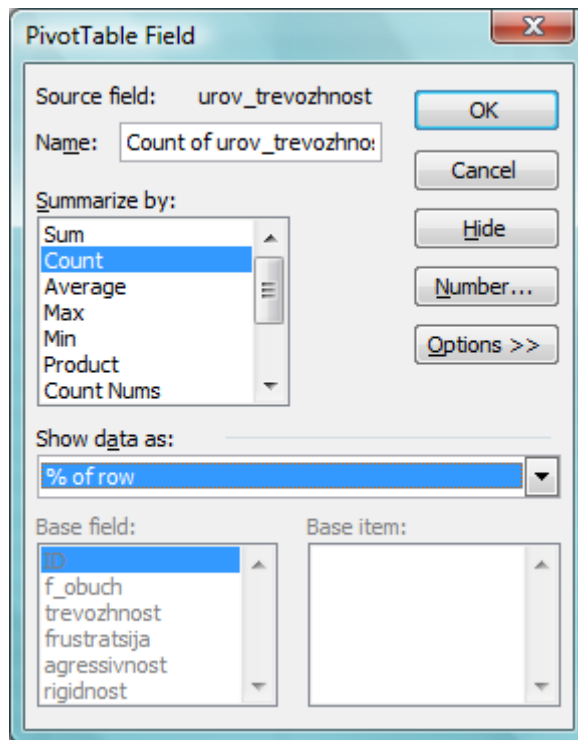 PivotTable Field
Source field: urov_trevozhnost
OK
Name: Count of urov_trevozhno
Cancel
Summarize by:
Hide
Sum
Count
Average
Number...
Max
Min
Options >>
Product
Count Nums
Show data as:
% of row
Base field: Base item:
ID
f_obuch
trevozhnost
frustratsija
agressivnost
rigidnost